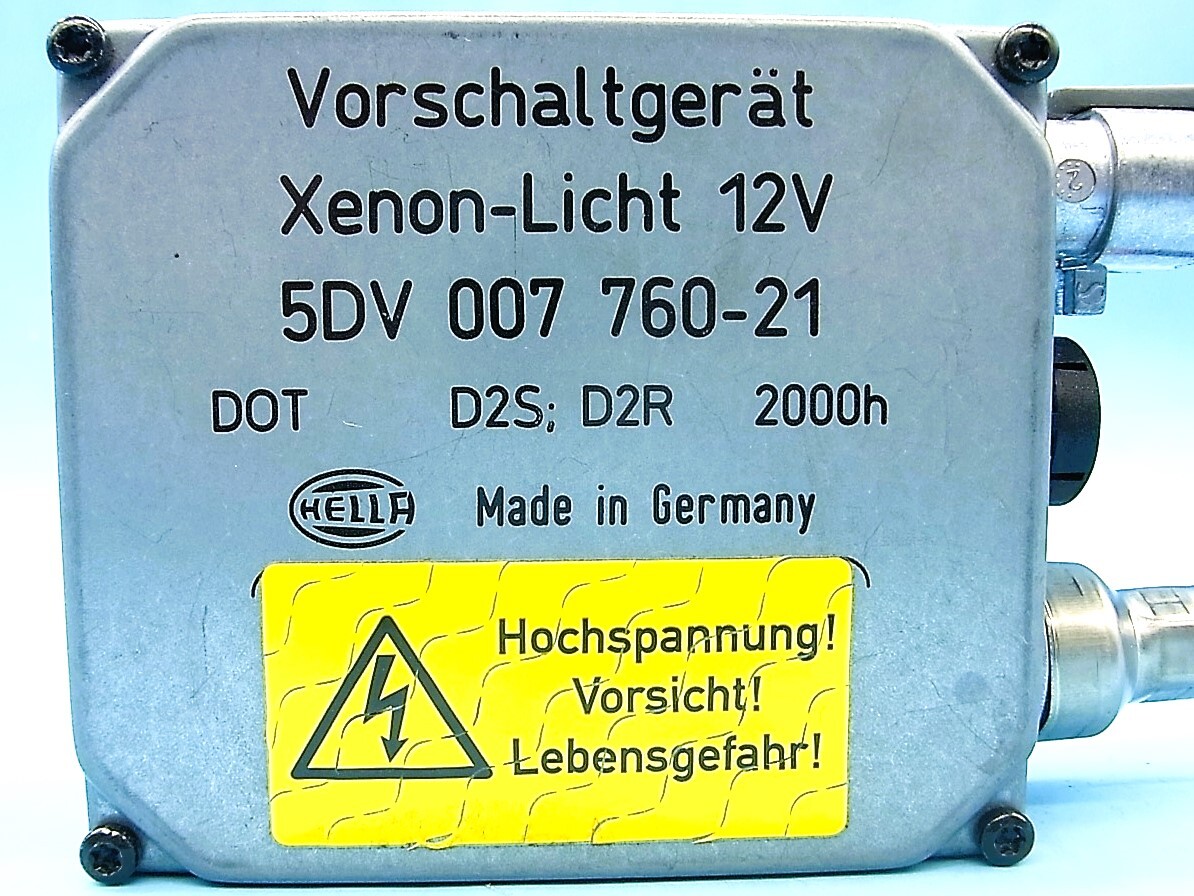 Vorschaltgerät
Xenon-Licht 12V
5DV 007 760-21
DOT D2S; D2R 2000h
HELLA Made in Germany
Hochspannung!
Vorsicht!
Lebensgefahr!